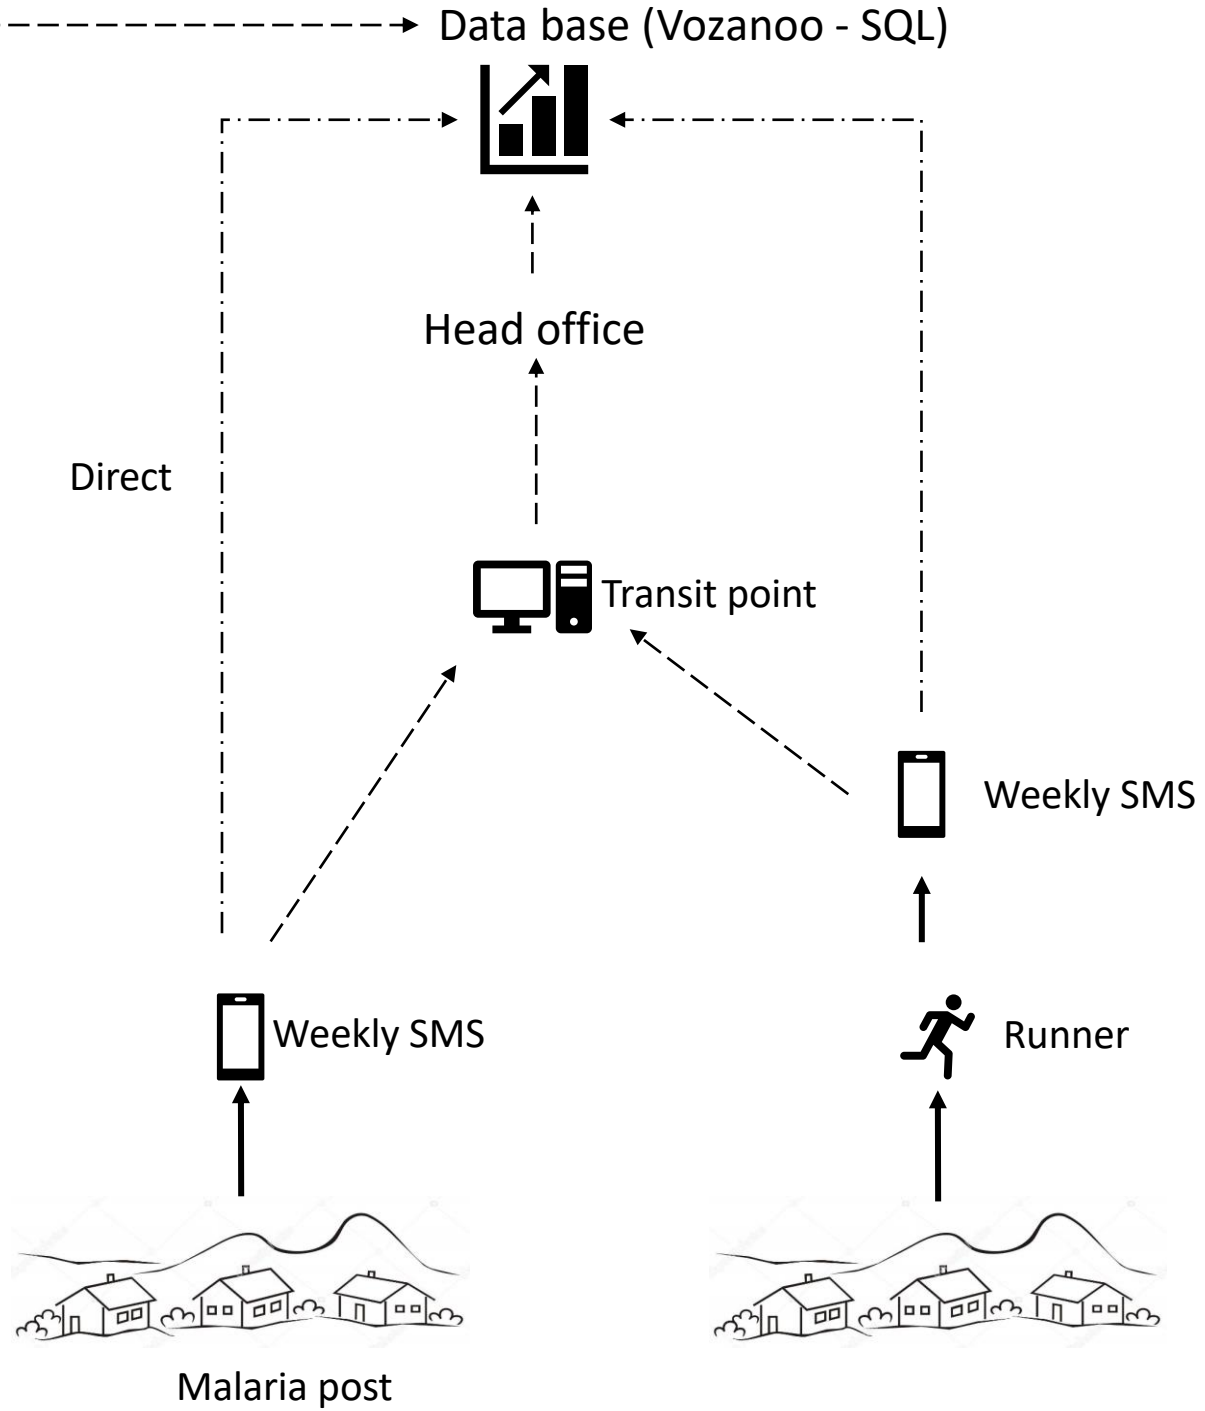 Data base (Vozanoo - SQL)
Head office
Direct
Transit point
Weekly SMS
Weekly SMS
Runner
Malaria post